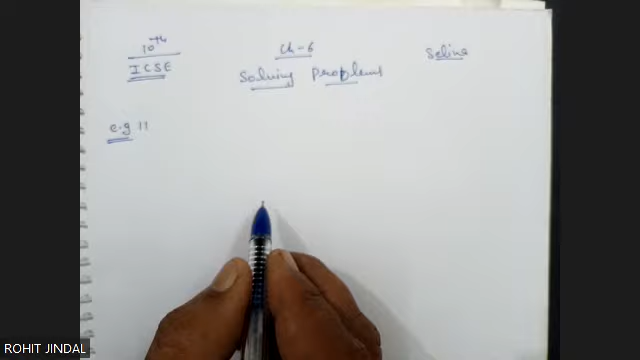 10th Ch-6 Selina
ICSE Solving Problems
e.g 11
ROHIT JINDAL